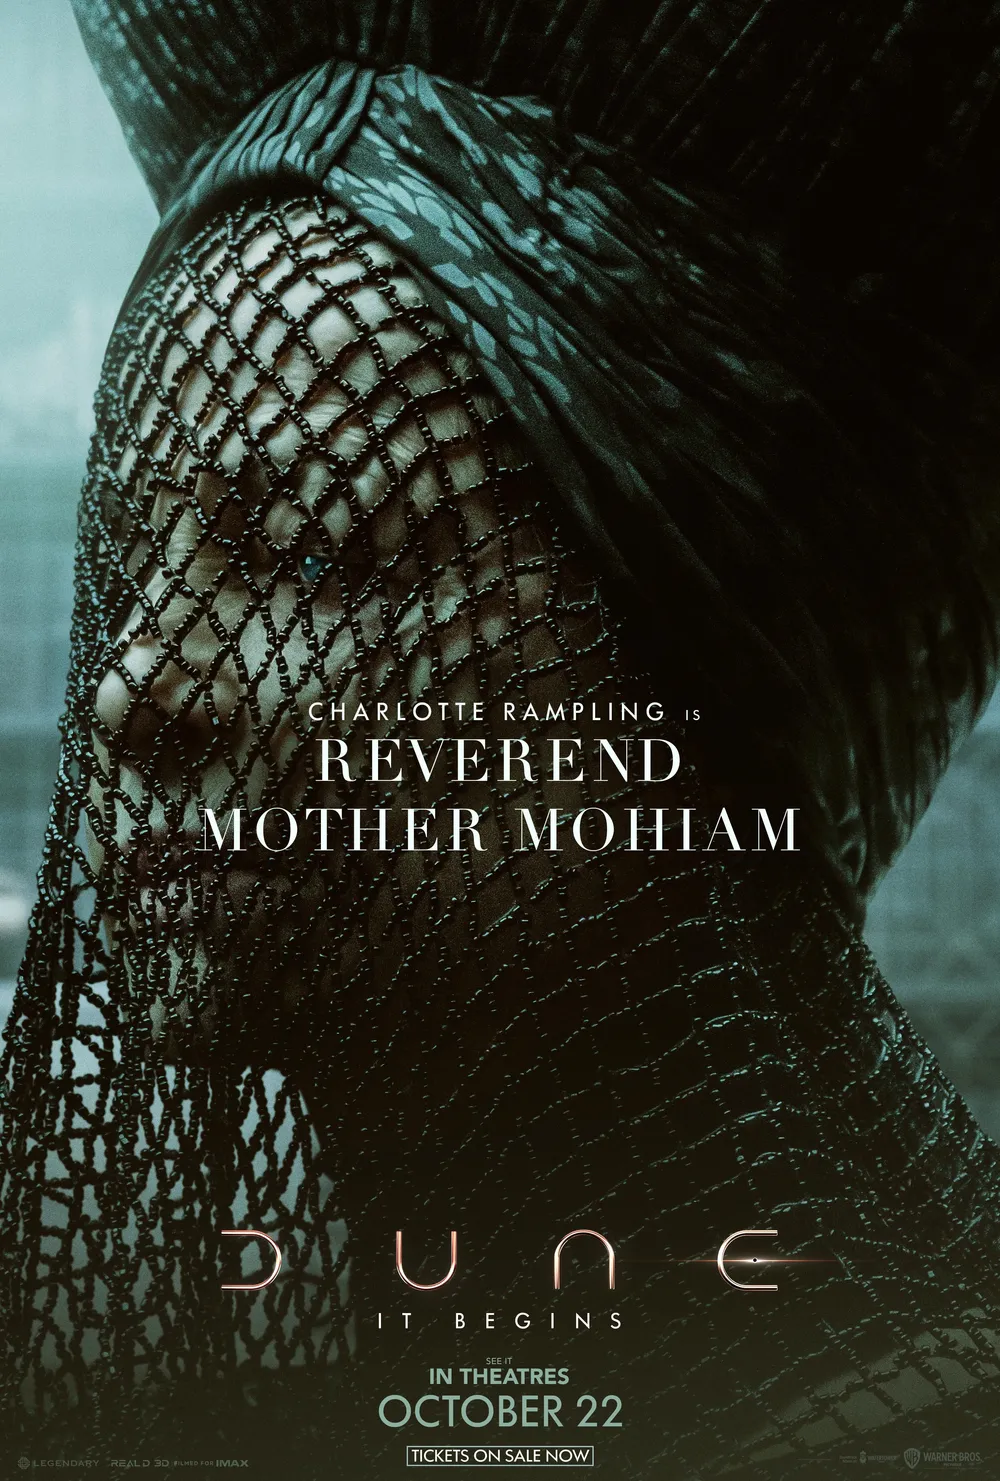 CHARLOTTE RAMPLING IS
REVEREND
MOTHER MOHIAM
DUNE
IT BEGINS
SEE IT
IN THEATRES
OCTOBER 22
TICKETS ON SALE NOW
LEGENDARY REALD 3D FILMED FOR IMAX WARNER BROS.